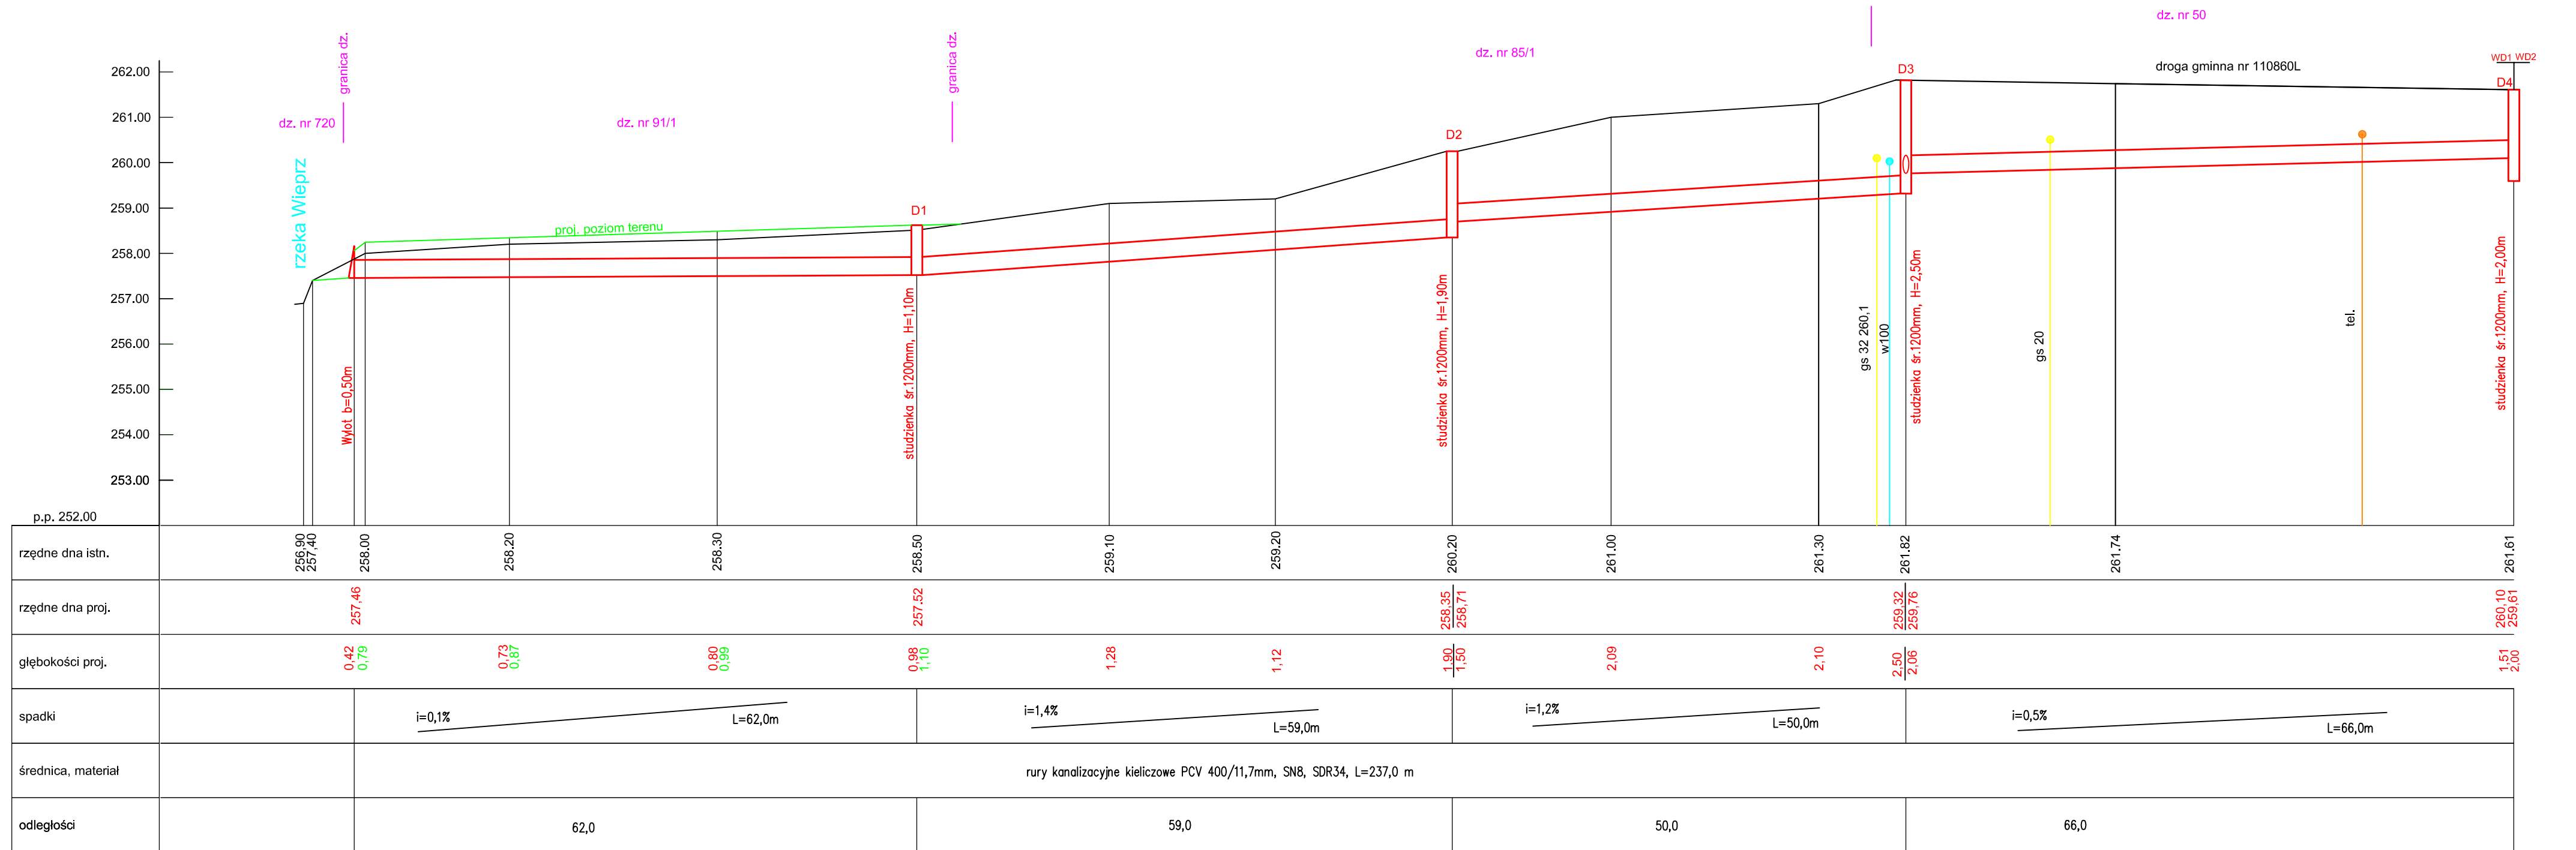 dz. nr 50
dz. nr 85/1
granica dz.
granica dz.
WD1 WD2
droga gminna nr 110860L
D3
D4
262.00
261.00
260.00
259.00
258.00
257.00
256.00
255.00
254.00
253.00
p.p. 252.00
dz. nr 720
dz. nr 91/1
rzeka Wieprz
D2
D1
proj. poziom terenu
Wylot b=0,50m
studzienka śr.1200mm, H=1,10m
studzienka śr.1200mm, H=1,90m
gs 32 260,1
w100
studzienka śr.1200mm, H=2,50m
gs 20
tel.
studzienka śr.1200mm, H=2,00m
rzędne dna istn.
256.90
257,40
258.00
258.20
258.30
258.50
259.10
259.20
260.20
261.00
261.30
261.82
261.74
261.61
rzędne dna proj.
257,46
257.52
258,35
258,71
259,32
259,76
260,10
259,61
głębokości proj.
0,42
0,79
0,73
0,87
0,80
0,99
0,98
1,10
1,28
1,12
1,90
1,50
2,09
2,10
2,50
2,06
1,51
2,00
spadki
i=0,1%
L=62,0m
i=1,4%
L=59,0m
i=1,2%
L=50,0m
i=0,5%
L=66,0m
średnica, materiał
rury kanalizacyjne kieliczowe PCV 400/11,7mm, SN8, SDR34, L=237,0 m
odległości
62,0
59,0
50,0
66,0